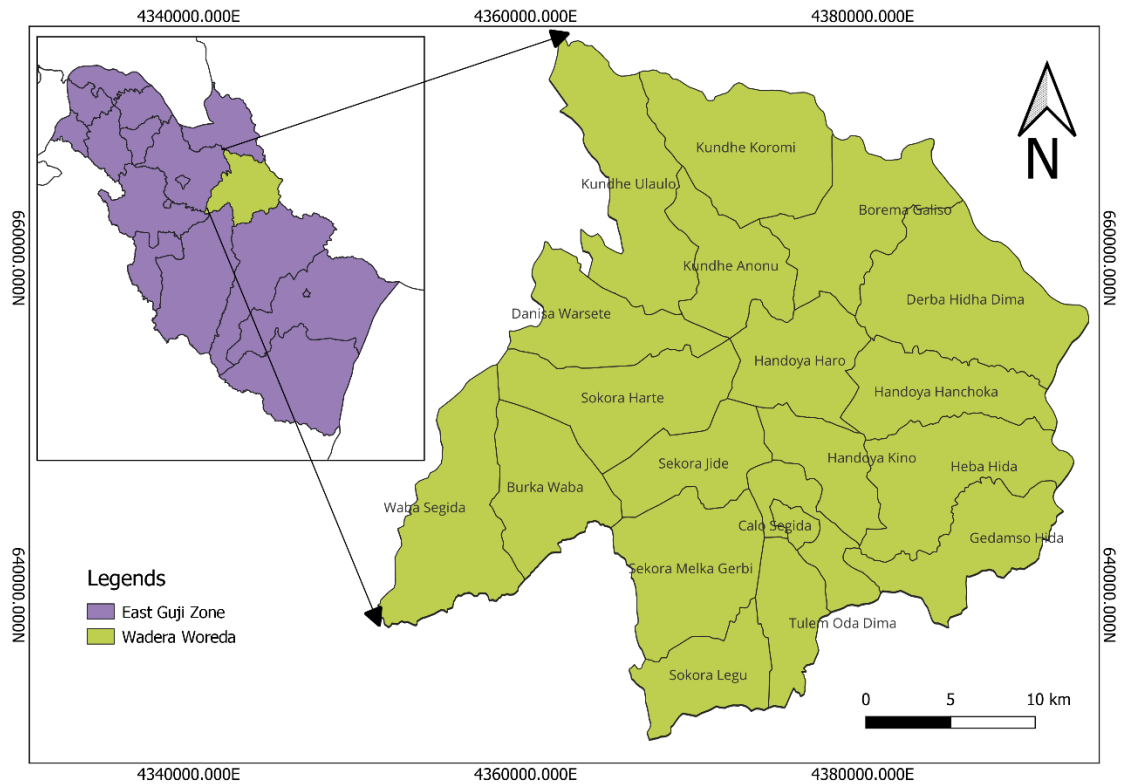 4340000.000E
4360000.000E
4380000.000E
660000.000N
640000.000N
660000.000N
640000.000N
N
Kundhe Koromi
Kundhe Ulaulo
Borema Galiso
Kundhe Anonu
Derba Hidha Dima
Danisa Warsete
Handoya Haro
Handoya Hanchoka
Sokora Harte
Handoya Kino
Sekora Jide
Heba Hida
Burka Waba
Waba Segida
Calo Segida
Gedamso Hida
Sekora Melka Gerbi
Tulem Oda Dima
Sokora Legu
Legends
East Guji Zone
Wadera Woreda
0 5 10 km
4340000.000E
4360000.000E
4380000.000E